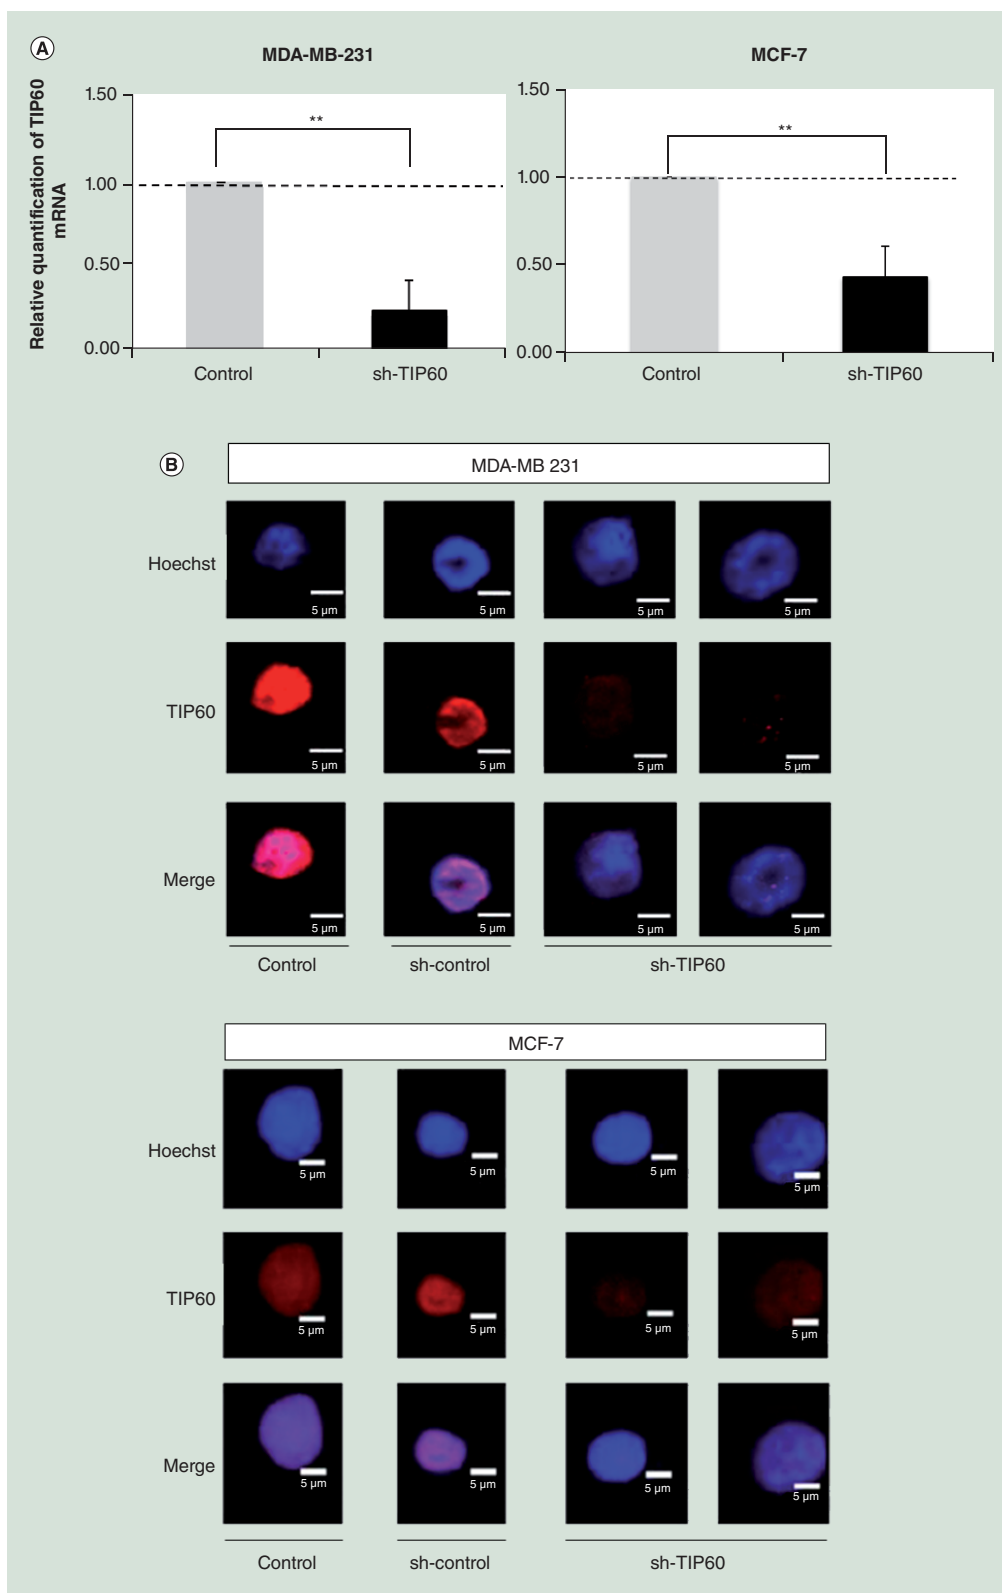 A
MDA-MB-231
MCF-7
Relative quantification of TIP60
mRNA
1.50
1.00
0.50
0.00
**
Control
sh-TIP60
1.50
1.00
0.50
0.00
**
Control
sh-TIP60
B
MDA-MB 231
Hoechst
5 µm
5 µm
5 µm
5 µm
TIP60
5 µm
5 µm
5 µm
5 µm
Merge
5 µm
5 µm
5 µm
5 µm
Control
sh-control
sh-TIP60
MCF-7
Hoechst
5 µm
5 µm
5 µm
5 µm
TIP60
5 µm
5 µm
5 µm
5 µm
Merge
5 µm
5 µm
5 µm
5 µm
Control
sh-control
sh-TIP60